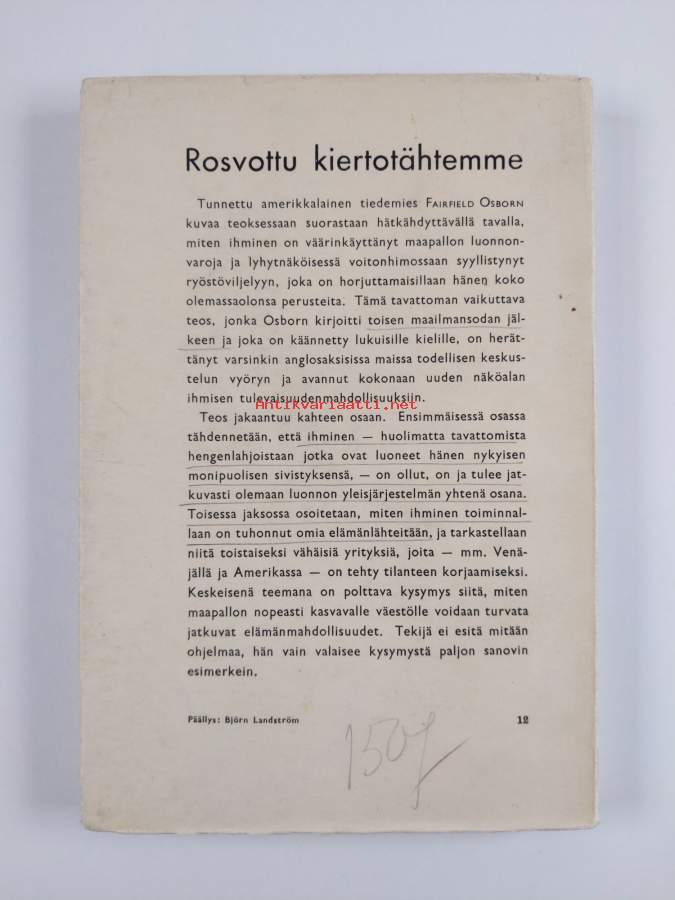 Rosvottu kiertotähtemme
Tunnettu amerikkalainen tiedemies FAIRFIELD OSBORN
kuvaa teoksessaan suorastaan hätkähdyttävällä tavalla,
miten ihminen on väärinkäyttänyt maapallon luonnon-
varoja ja lyhytnäköisessä voitonhimossaan syyllistynyt
ryöstöviljelyyn, joka on horjuttamaisillaan hänen koko
olemassaolonsa perusteita. Tämä tavattoman vaikuttava
teos, jonka Osborn kirjoitti toisen maailmansodan jäl-
keen ja joka on käännetty lukuisille kielille, on herät-
tänyt varsinkin anglosaksisissa maissa todellisen keskus-
telun vyöryn ja avannut kokonaan uuden näköalan
ihmisen tulevaisuudenmahdollisuuksiin.
Antikvariaatti.net
Teos jakaantuu kahteen osaan. Ensimmäisessä osassa
tähdennetään, että ihminen — huolimatta tavattomista
hengenlahjoistaan jotka ovat luoneet hänen nykyisen
monipuolisen sivistyksensä, — on ollut, on ja tulee jat-
kuvasti olemaan luonnon yleisjärjestelmän yhtenä osana.
Toisessa jaksossa osoitetaan, miten ihminen toiminnal-
laan on tuhonnut omia elämänlähteitään, ja tarkastellaan
niitä toistaiseksi vähäisiä yrityksiä, joita — mm. Venä-
jällä ja Amerikassa — on tehty tilanteen korjaamiseksi.
Keskeisenä teemana on polttava kysymys siitä, miten
maapallon nopeasti kasvavalle väestölle voidaan turvata
jatkuvat elämänmahdollisuudet. Tekijä ei esitä mitään
ohjelmaa, hän vain valaisee kysymystä paljon sanovin
esimerkein.
Päällys: Björn Landström 12